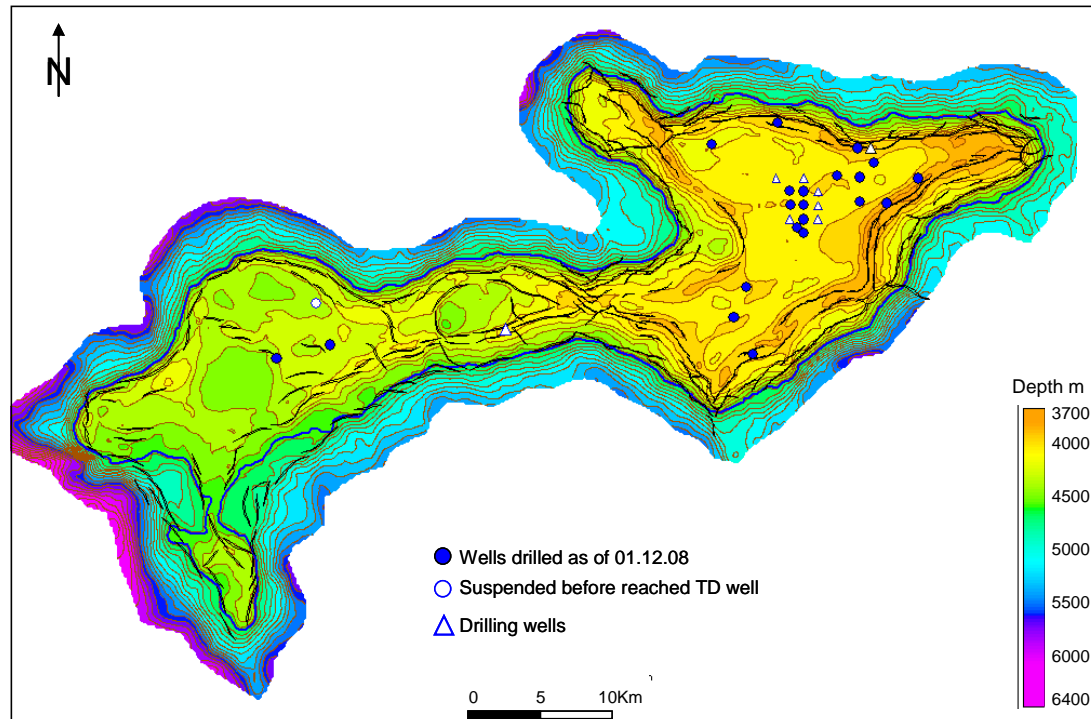 N
Depth m
3700
4000
4500
5000
5500
6000
6400
Wells drilled as of 01.12.08
Suspended before reached TD well
Drilling wells
0 5 10Km